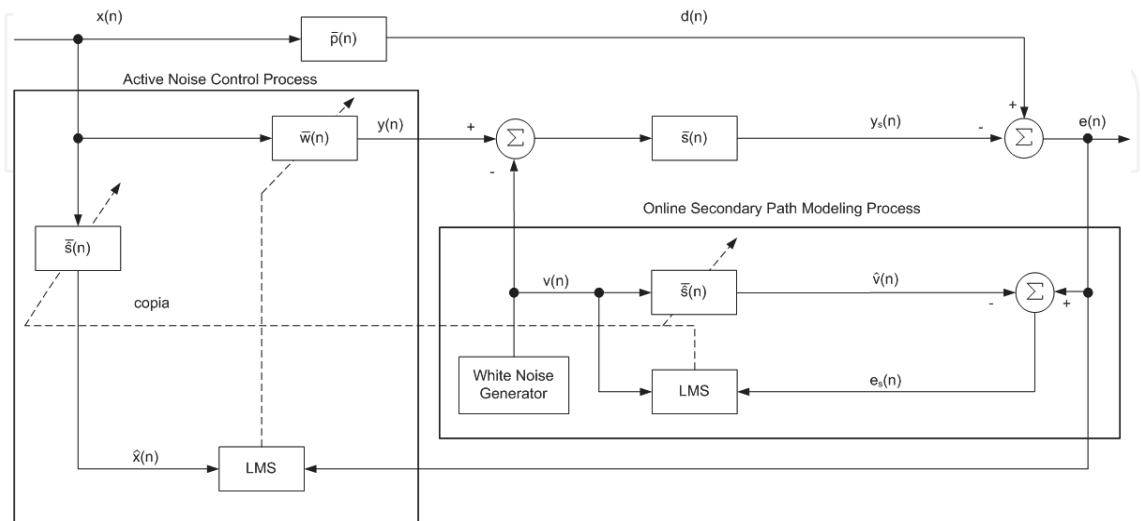 x(n)
d(n)
p̅(n)
Active Noise Control Process
w̅(n)
y(n)
+
Σ
-
s̅(n)
yₛ(n)
-
+
Σ
e(n)
Online Secondary Path Modeling Process
ŝ̅(n)
copia
v(n)
ŝ̅(n)
v̂(n)
-
Σ
+
White Noise
Generator
LMS
eₛ(n)
x̂(n)
LMS